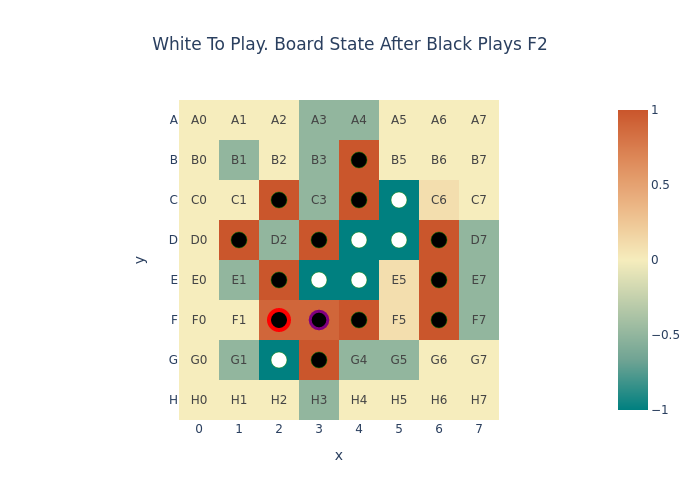 White To Play. Board State After Black Plays F2
A A0 A1 A2 A3 A4 A5 A6 A7
B B0 B1 B2 B3 B5 B6 B7
C C0 C1 C3 C6 C7
D D0 D2 D7
E E0 E1 E5 E7
F F0 F1 F5 F7
G G0 G1 G4 G5 G6 G7
H H0 H1 H2 H3 H4 H5 H6 H7
0 1 2 3 4 5 6 7
x
y
1
0.5
0
−0.5
−1